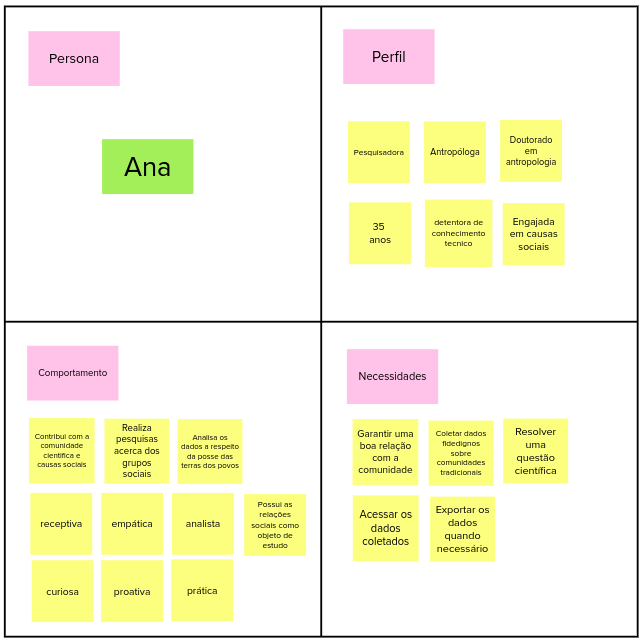 Persona
Ana
Perfil
Pesquisadora
Antropóloga
Doutorado
em
antropologia
35
anos
detentora de
conhecimento
tecnico
Engajada
em causas
sociais
Comportamento
Contribui com a
comunidade
cientifica e
causas sociais
Realiza
pesquisas
acerca dos
grupos
sociais
Analisa os
dados a respeito
da posse das
terras dos povos
receptiva
empática
analista
Possui as
relações
sociais como
objeto de
estudo
curiosa
proativa
prática
Necessidades
Garantir uma
boa relação
com a
comunidade
Coletar dados
fidedignos
sobre
comunidades
tradicionais
Resolver
uma
questão
científica
Acessar os
dados
coletados
Exportar os
dados
quando
necessário